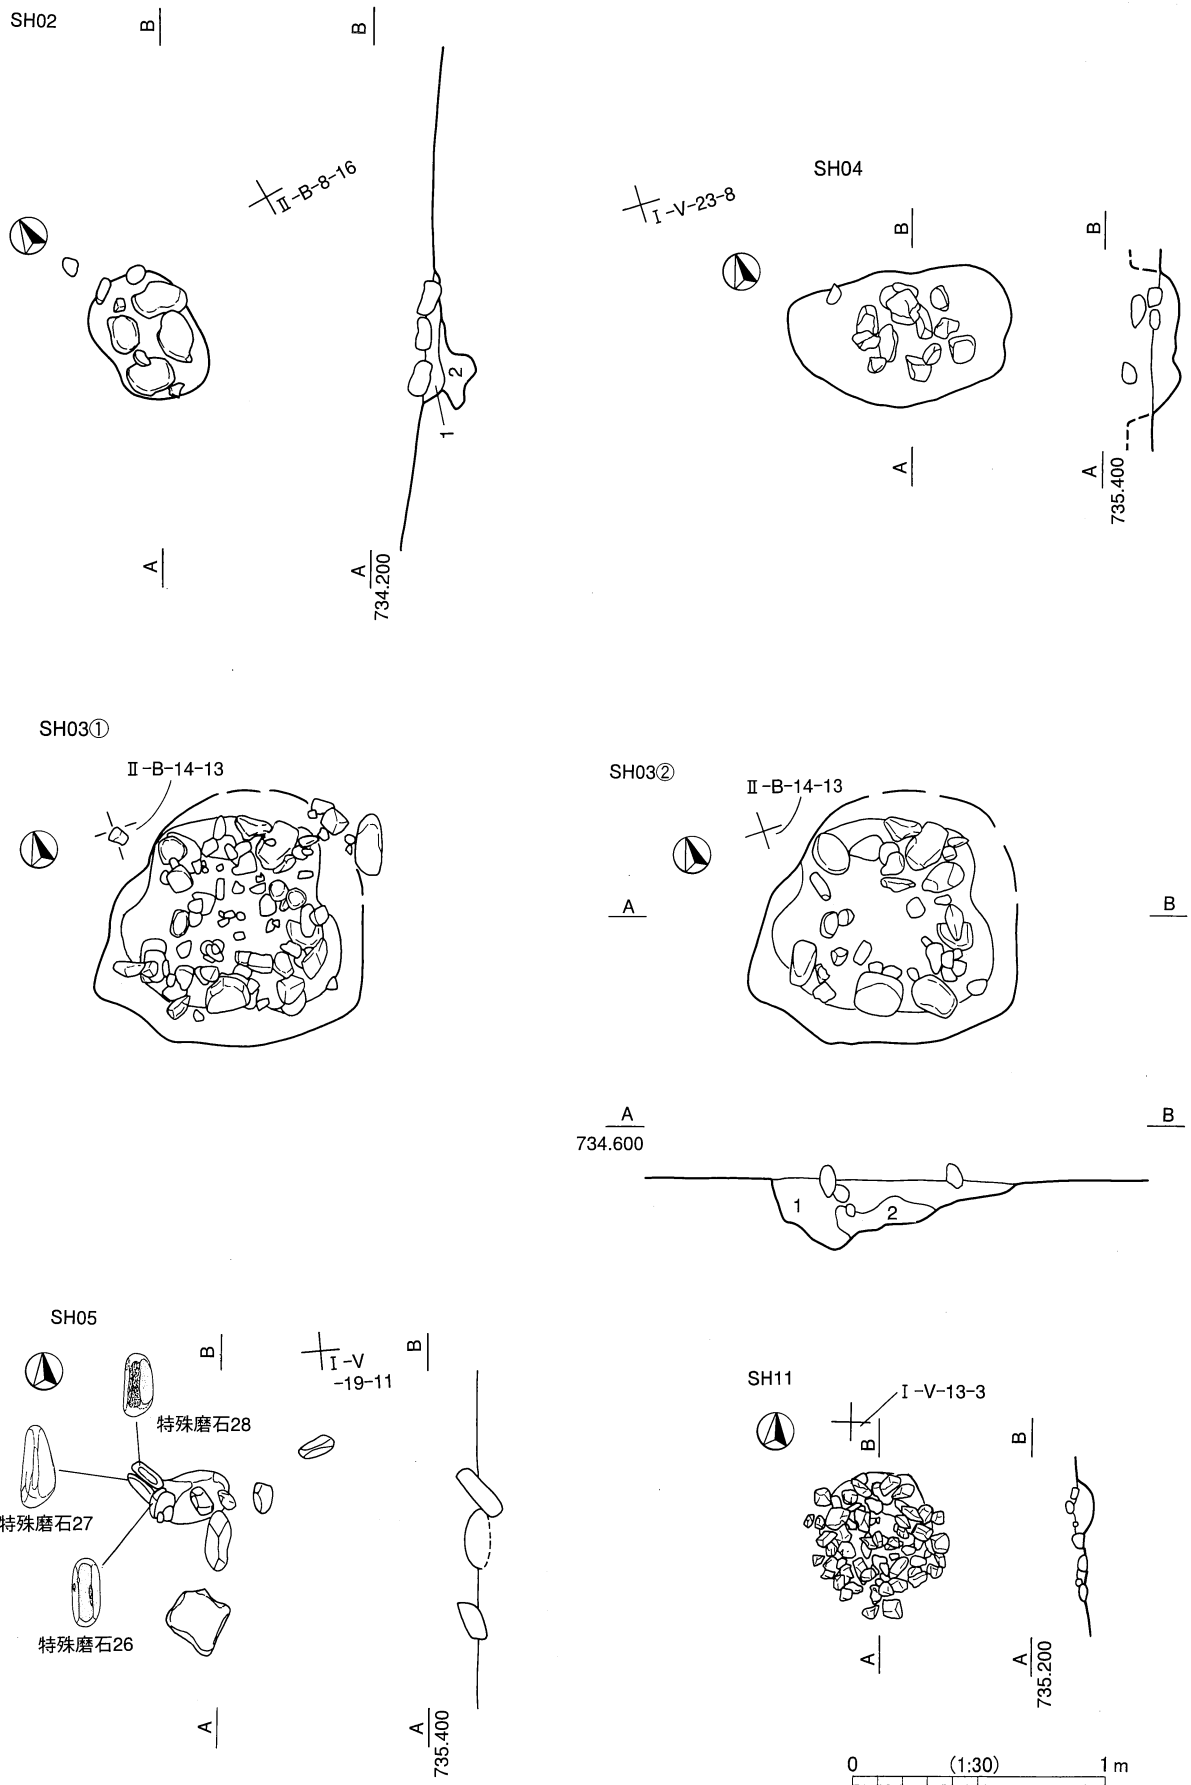 SH02
B
B
Ⅱ-B-8-16
2
1
A
A
734.200
SH04
Ⅰ-V-23-8
B
B
A
A
735.400
SH03①
Ⅱ-B-14-13
SH03②
Ⅱ-B-14-13
A
B
A
B
734.600
1
2
SH05
B
B
Ⅰ-V
-19-11
特殊磨石28
特殊磨石27
特殊磨石26
A
A
735.400
SH11
Ⅰ-V-13-3
B
B
A
A
735.200
0 (1:30) 1 m